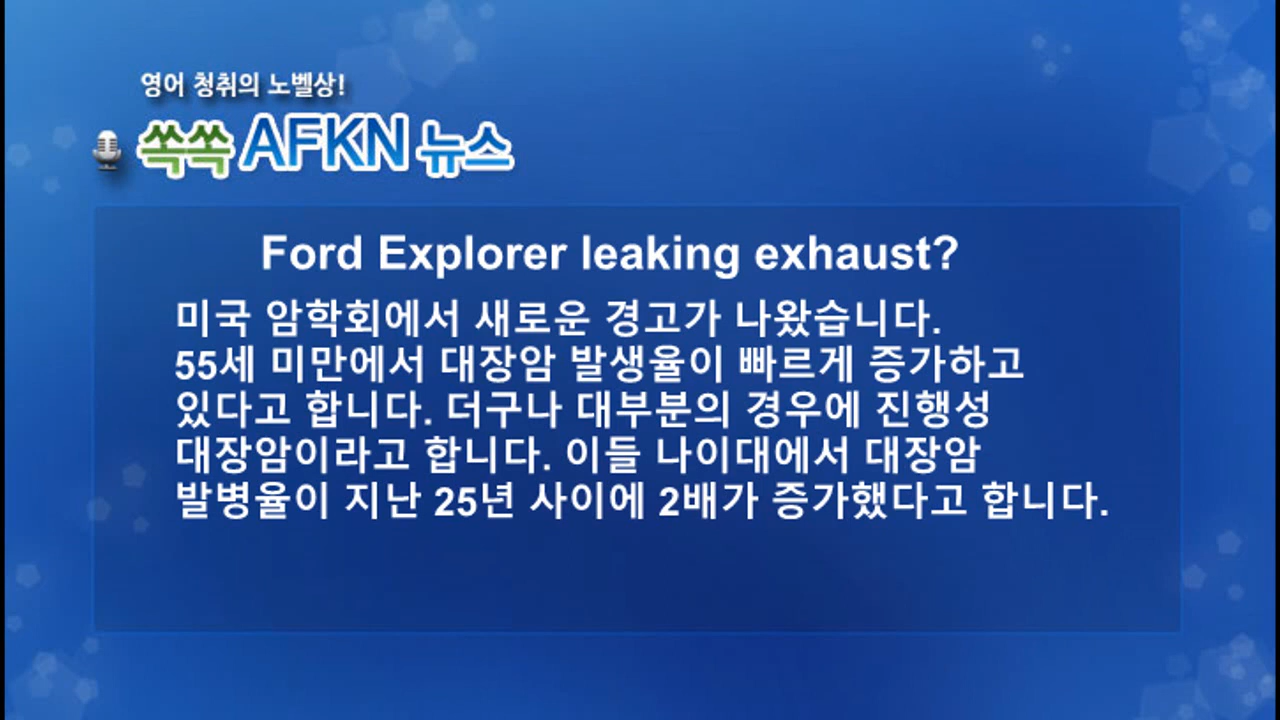 영어 청취의 노벨상!
쏙쏙 AFKN 뉴스
Ford Explorer leaking exhaust?
미국 암학회에서 새로운 경고가 나왔습니다.
55세 미만에서 대장암 발생율이 빠르게 증가하고
있다고 합니다. 더구나 대부분의 경우에 진행성
대장암이라고 합니다. 이들 나이대에서 대장암
발병율이 지난 25년 사이에 2배가 증가했다고 합니다.